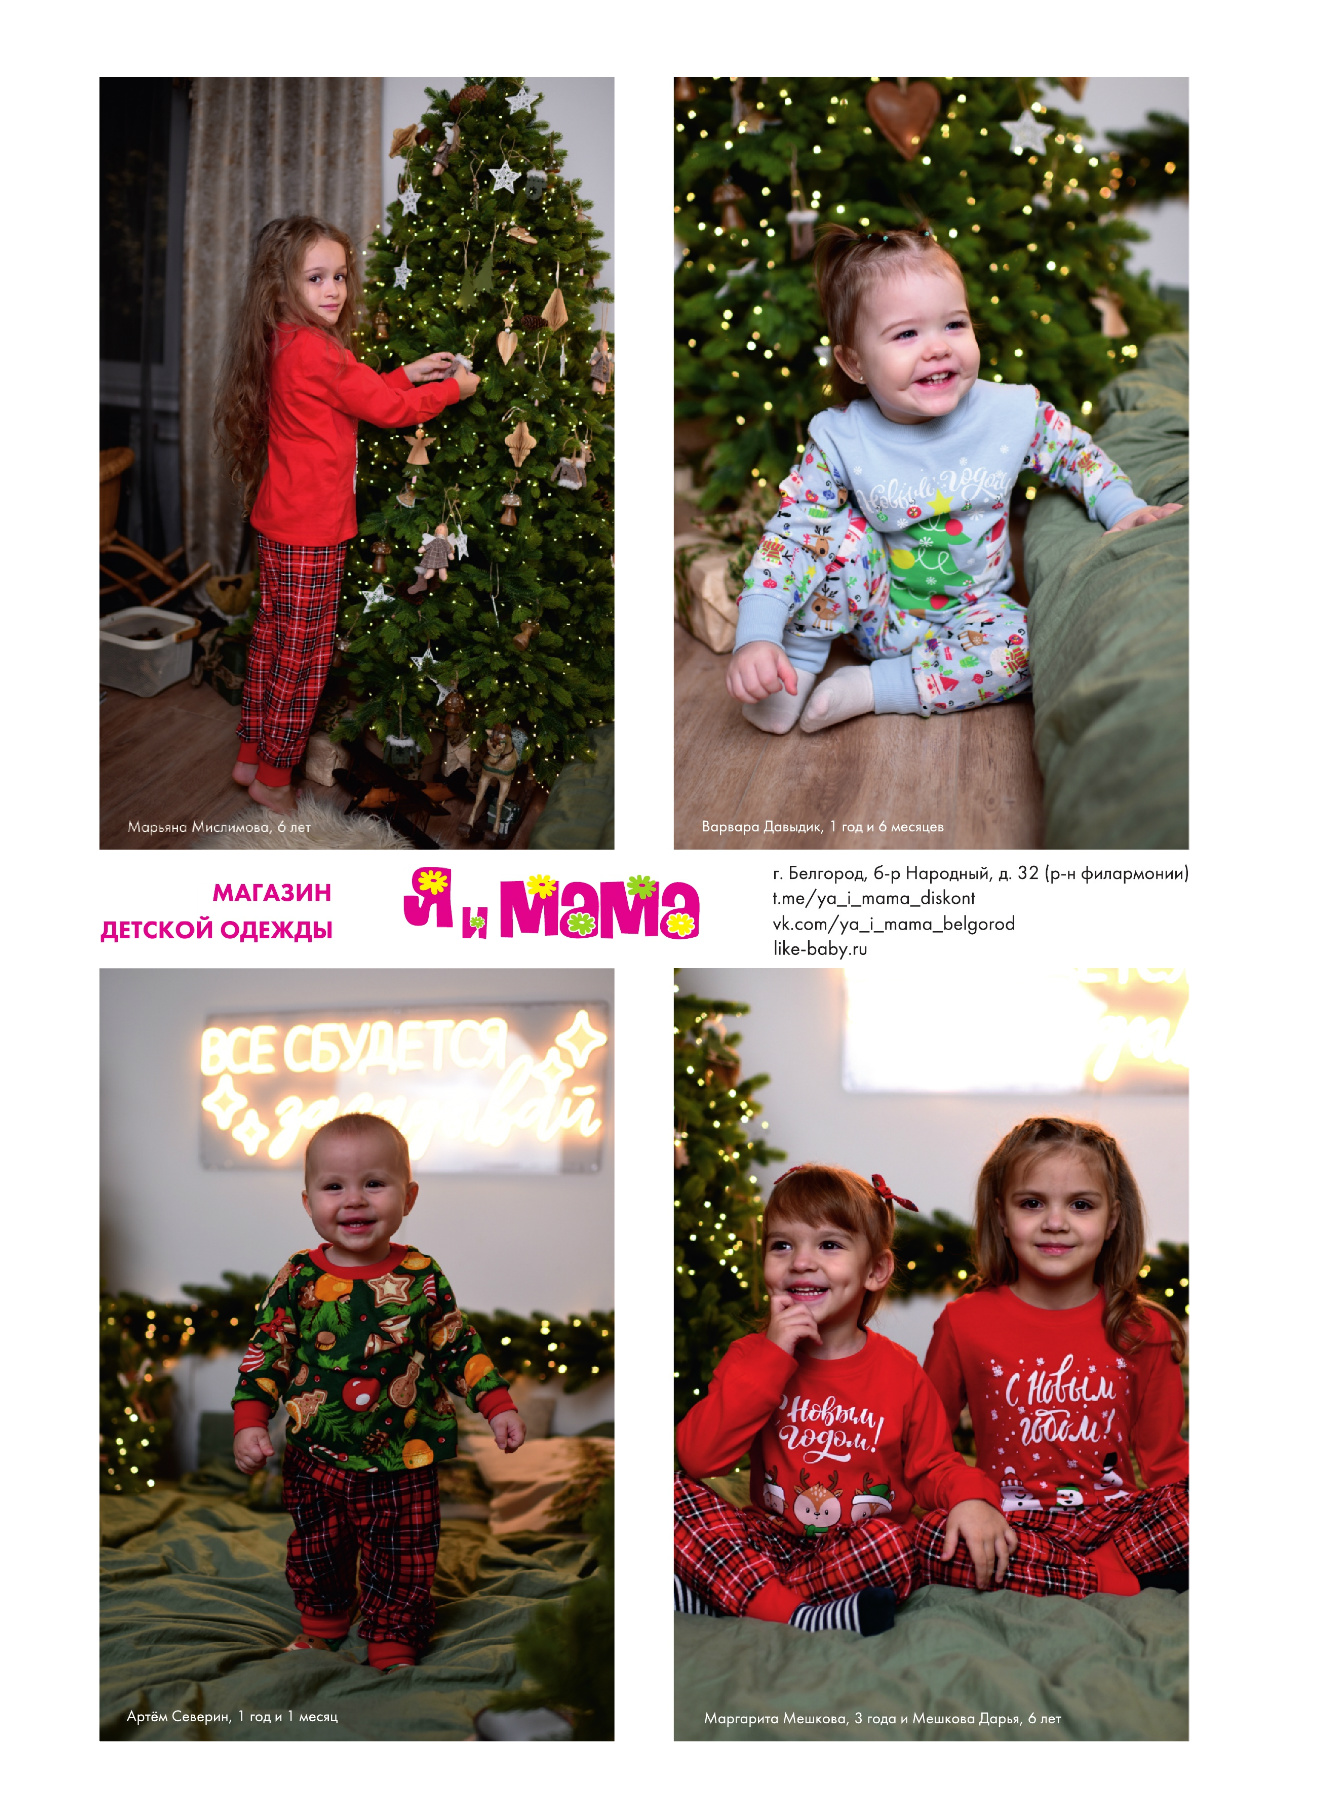 Марьяна Мислимова, 6 лет
Новым годом
Варвара Давыдик, 1 год и 6 месяцев
МАГАЗИН
ДЕТСКОЙ ОДЕЖДЫ
Я и МаМа
г. Белгород, б-р Народный, д. 32 (р-н филармонии)
t.me/ya_i_mama_diskont
vk.com/ya_i_mama_belgorod
like-baby.ru
ВСЕ СБУДЕТСЯ
Артём Северин, 1 год и 1 месяц
С Новым
годом!
Новым
годом!
Маргарита Мешкова, 3 года и Мешкова Дарья, 6 лет